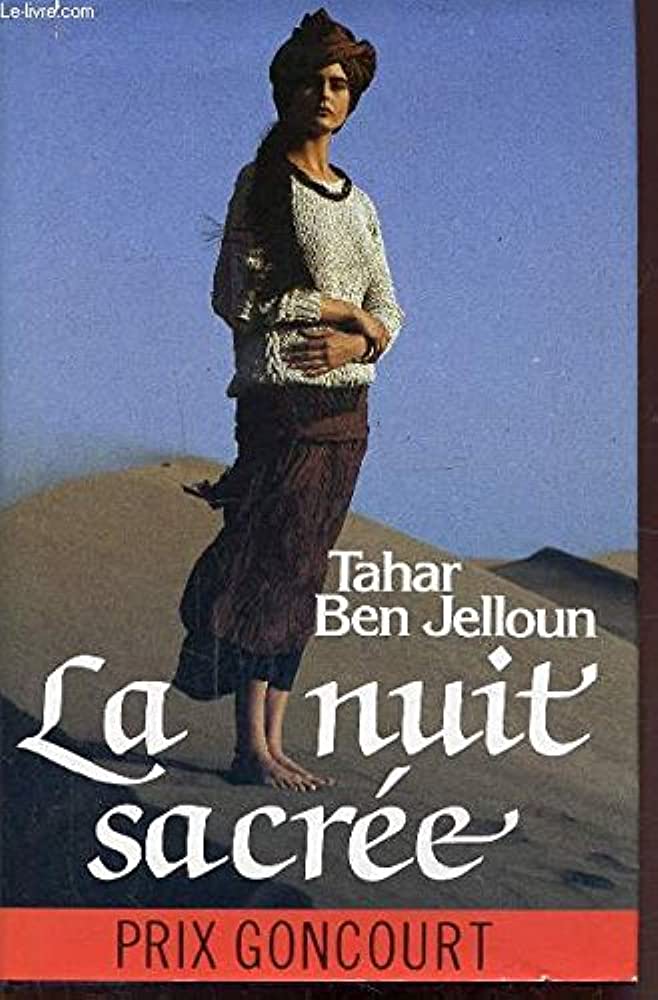 Le-livre.com
Tahar
Ben Jelloun
La nuit
sacrée
PRIX GONCOURT